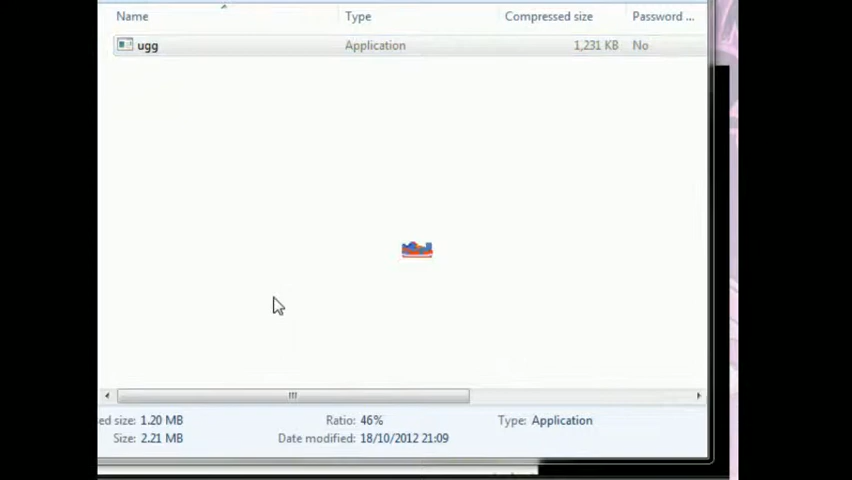 Name Type Compressed size Password ...
ugg Application 1,231 KB No
ed size: 1.20 MB Ratio: 46% Type: Application
Size: 2.21 MB Date modified: 18/10/2012 21:09